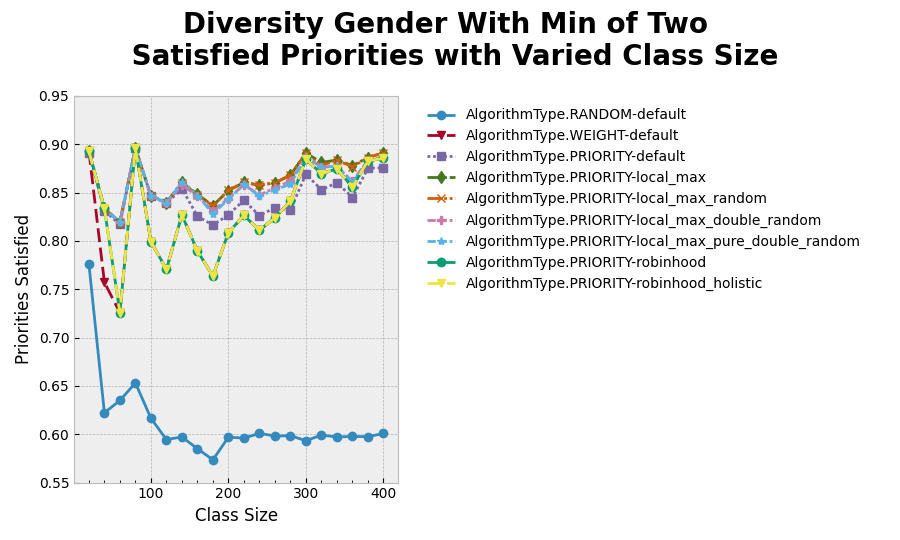 Diversity Gender With Min of Two
Satisfied Priorities with Varied Class Size
0.95
0.90
0.85
0.80
0.75
0.70
0.65
0.60
0.55
Priorities Satisfied
100
200
300
400
Class Size
AlgorithmType.RANDOM-default
AlgorithmType.WEIGHT-default
AlgorithmType.PRIORITY-default
AlgorithmType.PRIORITY-local_max
AlgorithmType.PRIORITY-local_max_random
AlgorithmType.PRIORITY-local_max_double_random
AlgorithmType.PRIORITY-local_max_pure_double_random
AlgorithmType.PRIORITY-robinhood
AlgorithmType.PRIORITY-robinhood_holistic